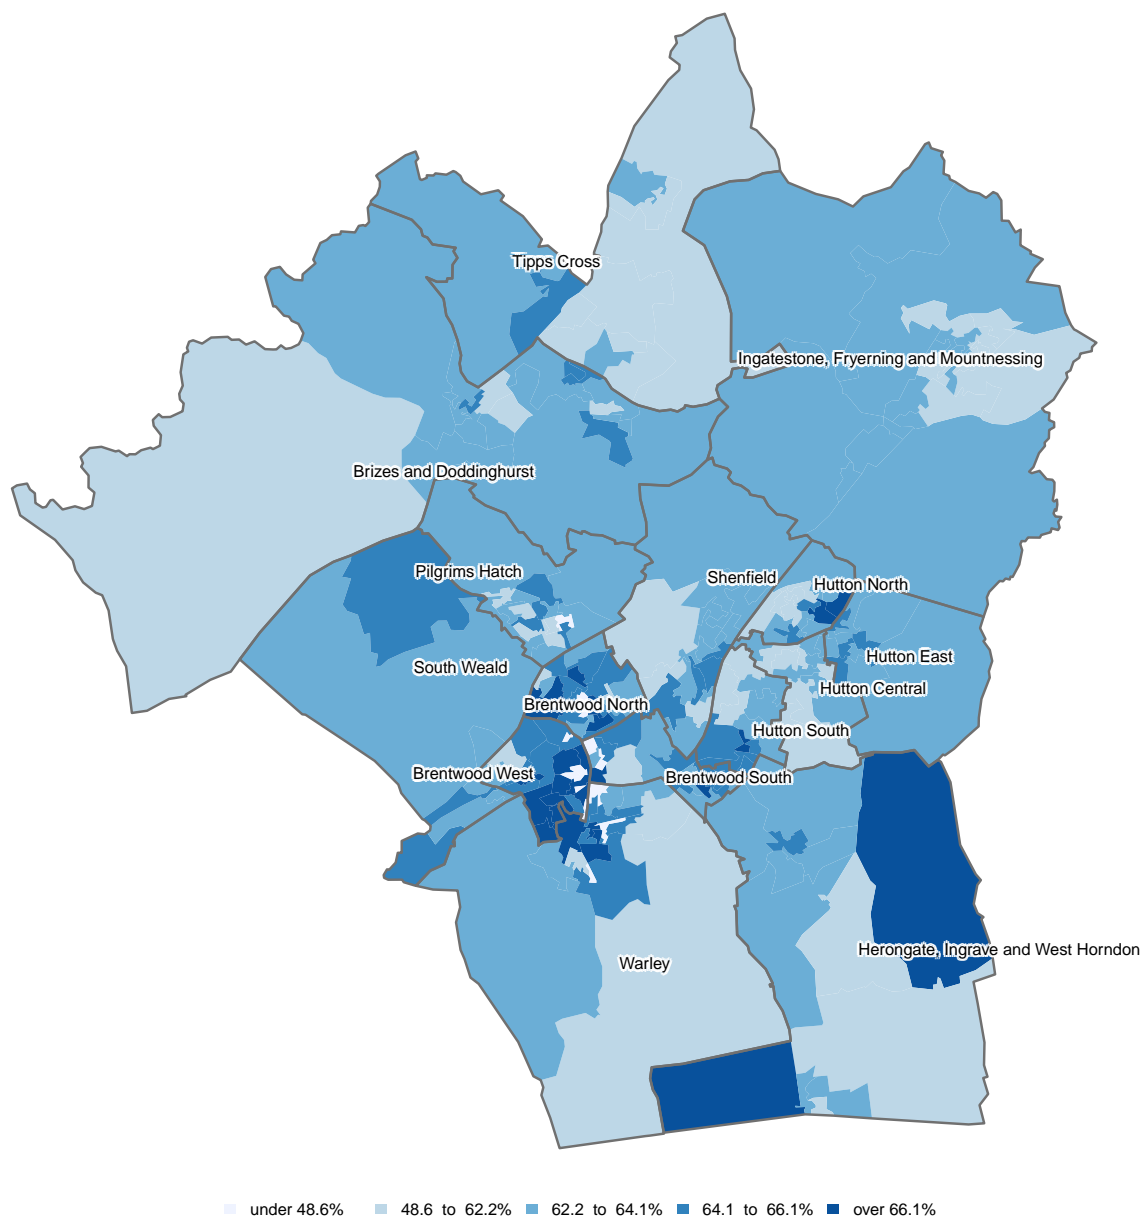 Tipps Cross
Ingatestone, Fryerning and Mountnessing
Brizes and Doddinghurst
Pilgrims Hatch
Shenfield
Hutton North
South Weald
Hutton East
Hutton Central
Brentwood North
Hutton South
Brentwood West
Brentwood South
Herongate, Ingrave and West Horndon
Warley
under 48.6% 48.6 to 62.2% 62.2 to 64.1% 64.1 to 66.1% over 66.1%